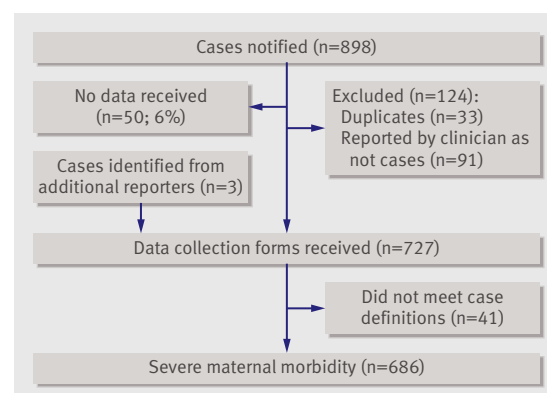 Cases notified (n=898)
No data received
(n=50; 6%)
Excluded (n=124):
Duplicates (n=33)
Reported by clinician as
not cases (n=91)
Cases identified from
additional reporters (n=3)
Data collection forms received (n=727)
Did not meet case
definitions (n=41)
Severe maternal morbidity (n=686)